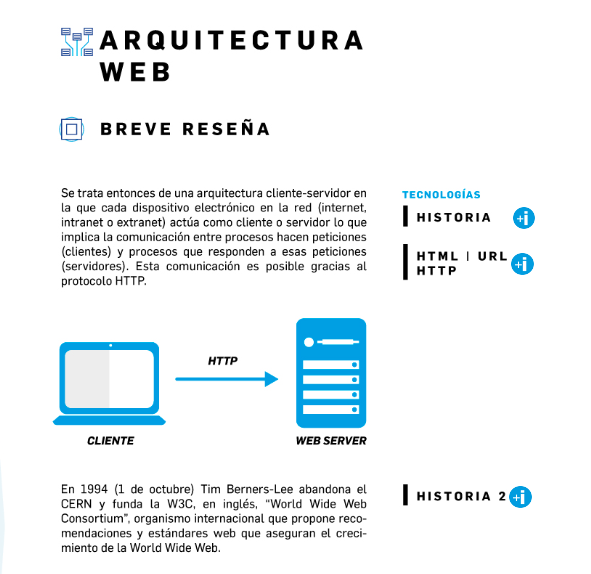 ARQUITECTURA
WEB
BREVE RESEÑA
Se trata entonces de una arquitectura cliente-servidor en
la que cada dispositivo electrónico en la red (internet,
intranet o extranet) actúa como cliente o servidor lo que
implica la comunicación entre procesos hacen peticiones
(clientes) y procesos que responden a esas peticiones
(servidores). Esta comunicación es posible gracias al
protocolo HTTP.
TECNOLOGÍAS
HISTORIA +i
HTML | URL
HTTP +i
HTTP
CLIENTE
WEB SERVER
En 1994 (1 de octubre) Tim Berners-Lee abandona el
CERN y funda la W3C, en inglés, “World Wide Web
Consortium”, organismo internacional que propone reco-
mendaciones y estándares web que aseguran el creci-
miento de la World Wide Web.
HISTORIA 2 +i